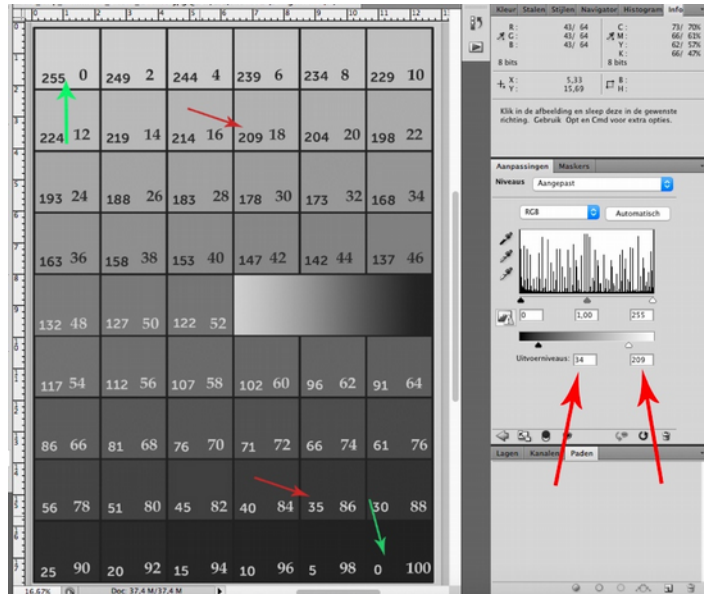 Kleur Stalen Stijlen Navigator Histogram Info
R: 43/ 64 C: 73/ 70%
G: 43/ 64 M: 66/ 61%
B: 43/ 64 Y: 62/ 57%
K: 66/ 47%
8 bits 8 bits
X: 5,33 B:
Y: 15,69 H:
Klik in de afbeelding en sleep deze in de gewenste
richting. Gebruik Opt en Cmd voor extra opties.
255 0 249 2 244 4 239 6 234 8 229 10
224 12 219 14 214 16 209 18 204 20 198 22
193 24 188 26 183 28 178 30 173 32 168 34
163 36 158 38 153 40 147 42 142 44 137 46
132 48 127 50 122 52
117 54 112 56 107 58 102 60 96 62 91 64
86 66 81 68 76 70 71 72 66 74 61 76
56 78 51 80 45 82 40 84 35 86 30 88
25 90 20 92 15 94 10 96 5 98 0 100
16,67% Doc: 37,4 M/37,4 M
Aanpassingen Maskers
Niveaus Aangepast
RGB Automatisch
0 1,00 255
Uitvoerniveaus: 34 209
Lagen Kanalen Paden